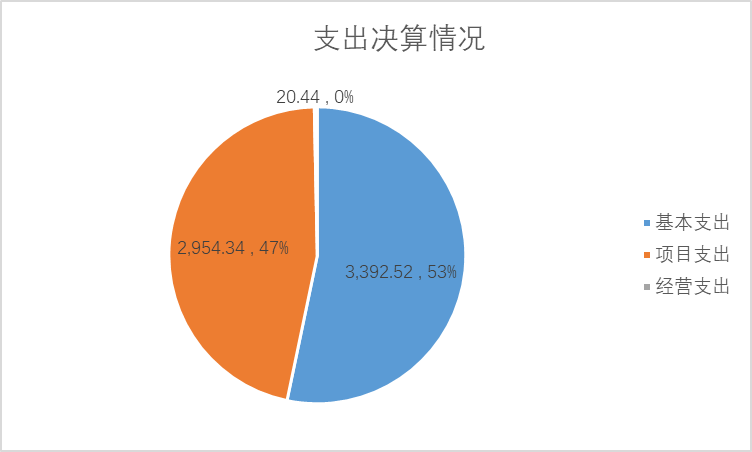 支出决算情况
20.44 , 0%
2,954.34 , 47%
3,392.52 , 53%
基本支出
项目支出
经营支出